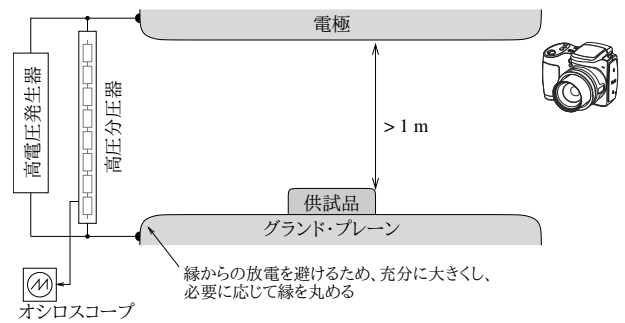 電極
高電圧発生器
高圧分圧器
> 1 m
供試品
グランド・プレーン
縁からの放電を避けるため、充分に大きくし、
必要に応じて縁を丸める
オシロスコープ